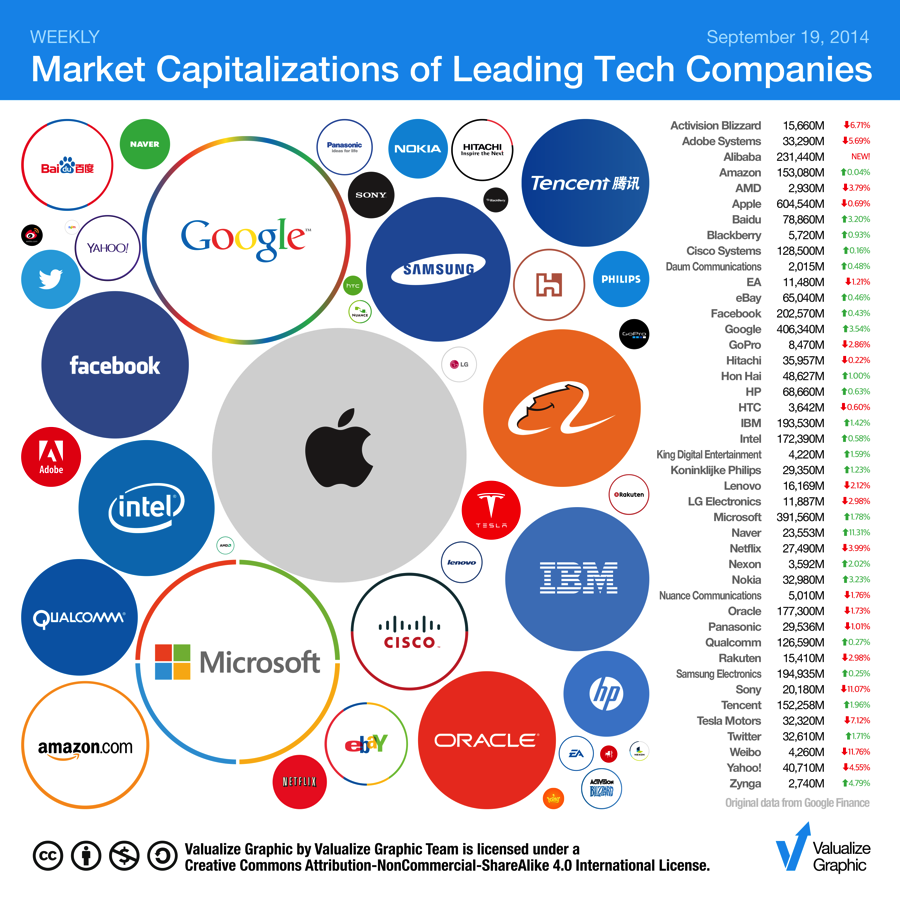 WEEKLY
September 19, 2014
Market Capitalizations of Leading Tech Companies
Bai 百度
NAVER
Google™
Panasonic
ideas for life
NOKIA
HITACHI
Inspire the Next
Tencent 腾讯
SONY
BlackBerry
YAHOO!
SAMSUNG
H
PHILIPS
hTC
NUANCE
GoPro
facebook
LG
Adobe
intel
TESLA
Rakuten
AMD
lenovo
IBM
QUALCOMM®
Microsoft
CISCO™
hp
amazon.com
ebaY
ORACLE®
EA
NETFLIX
ACTIVISION
BLIZZARD
Activision Blizzard 15,660M 6.71%
Adobe Systems 33,290M 5.69%
Alibaba 231,440M NEW!
Amazon 153,080M 0.04%
AMD 2,930M 3.79%
Apple 604,540M 0.69%
Baidu 78,860M 3.20%
Blackberry 5,720M 0.93%
Cisco Systems 128,500M 0.16%
Daum Communications 2,015M 0.48%
EA 11,480M 1.21%
eBay 65,040M 0.46%
Facebook 202,570M 0.43%
Google 406,340M 3.54%
GoPro 8,470M 2.86%
Hitachi 35,957M 0.22%
Hon Hai 48,627M 1.00%
HP 68,660M 0.63%
HTC 3,642M 0.60%
IBM 193,530M 1.42%
Intel 172,390M 0.58%
King Digital Entertainment 4,220M 1.59%
Koninklijke Philips 29,350M 1.23%
Lenovo 16,169M 2.12%
LG Electronics 11,887M 2.98%
Microsoft 391,560M 1.78%
Naver 23,553M 11.31%
Netflix 27,490M 3.99%
Nexon 3,592M 2.02%
Nokia 32,980M 3.23%
Nuance Communications 5,010M 1.76%
Oracle 177,300M 1.73%
Panasonic 29,536M 1.01%
Qualcomm 126,590M 0.27%
Rakuten 15,410M 2.98%
Samsung Electronics 194,935M 0.25%
Sony 20,180M 11.07%
Tencent 152,258M 1.96%
Tesla Motors 32,320M 7.12%
Twitter 32,610M 1.71%
Weibo 4,260M 11.76%
Yahoo! 40,710M 4.55%
Zynga 2,740M 4.79%
Original data from Google Finance
cc
Valualize Graphic by Valualize Graphic Team is licensed under a
Creative Commons Attribution-NonCommercial-ShareAlike 4.0 International License.
Valualize
Graphic